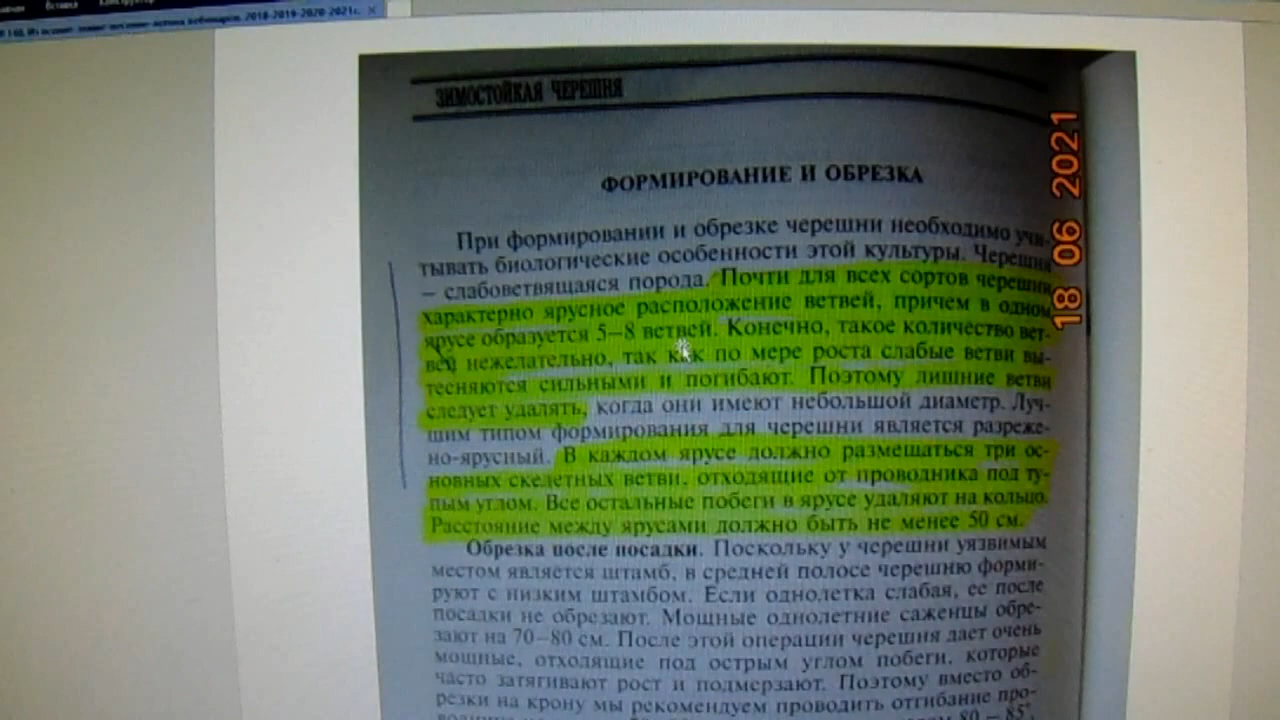 Вставка
Конструктор
2018-2019-2020-2021г.
ЗИМОСТОЙКАЯ ЧЕРЕШНЯ
18 06 2021
ФОРМИРОВАНИЕ И ОБРЕЗКА
При формировании и обрезке черешни необходимо учи-
тывать биологические особенности этой культуры. Черешня
– слабоветвящаяся порода. Почти для всех сортов черешни
характерно ярусное расположение ветвей, причем в одном
ярусе образуется 5–8 ветвей. Конечно, такое количество вет-
вей нежелательно, так как по мере роста слабые ветви вы-
тесняются сильными и погибают. Поэтому лишние ветви
следует удалять, когда они имеют небольшой диаметр. Луч-
шим типом формирования для черешни является разреже-
но-ярусный. В каждом ярусе должно размещаться три ос-
новных скелетных ветви, отходящие от проводника под ту-
пым углом. Все остальные побеги в ярусе удаляют на кольцо.
Расстояние между ярусами должно быть не менее 50 см.
Обрезка после посадки. Поскольку у черешни уязвимым
местом является штамб, в средней полосе черешню форми-
руют с низким штамбом. Если однолетка слабая, ее после
посадки не обрезают. Мощные однолетние саженцы обре-
зают на 70–80 см. После этой операции черешня дает очень
мощные, отходящие под острым углом побеги, которые
часто затягивают рост и подмерзают. Поэтому вместо об-
резки на крону мы рекомендуем проводить отгибание про-
80 – 85°,